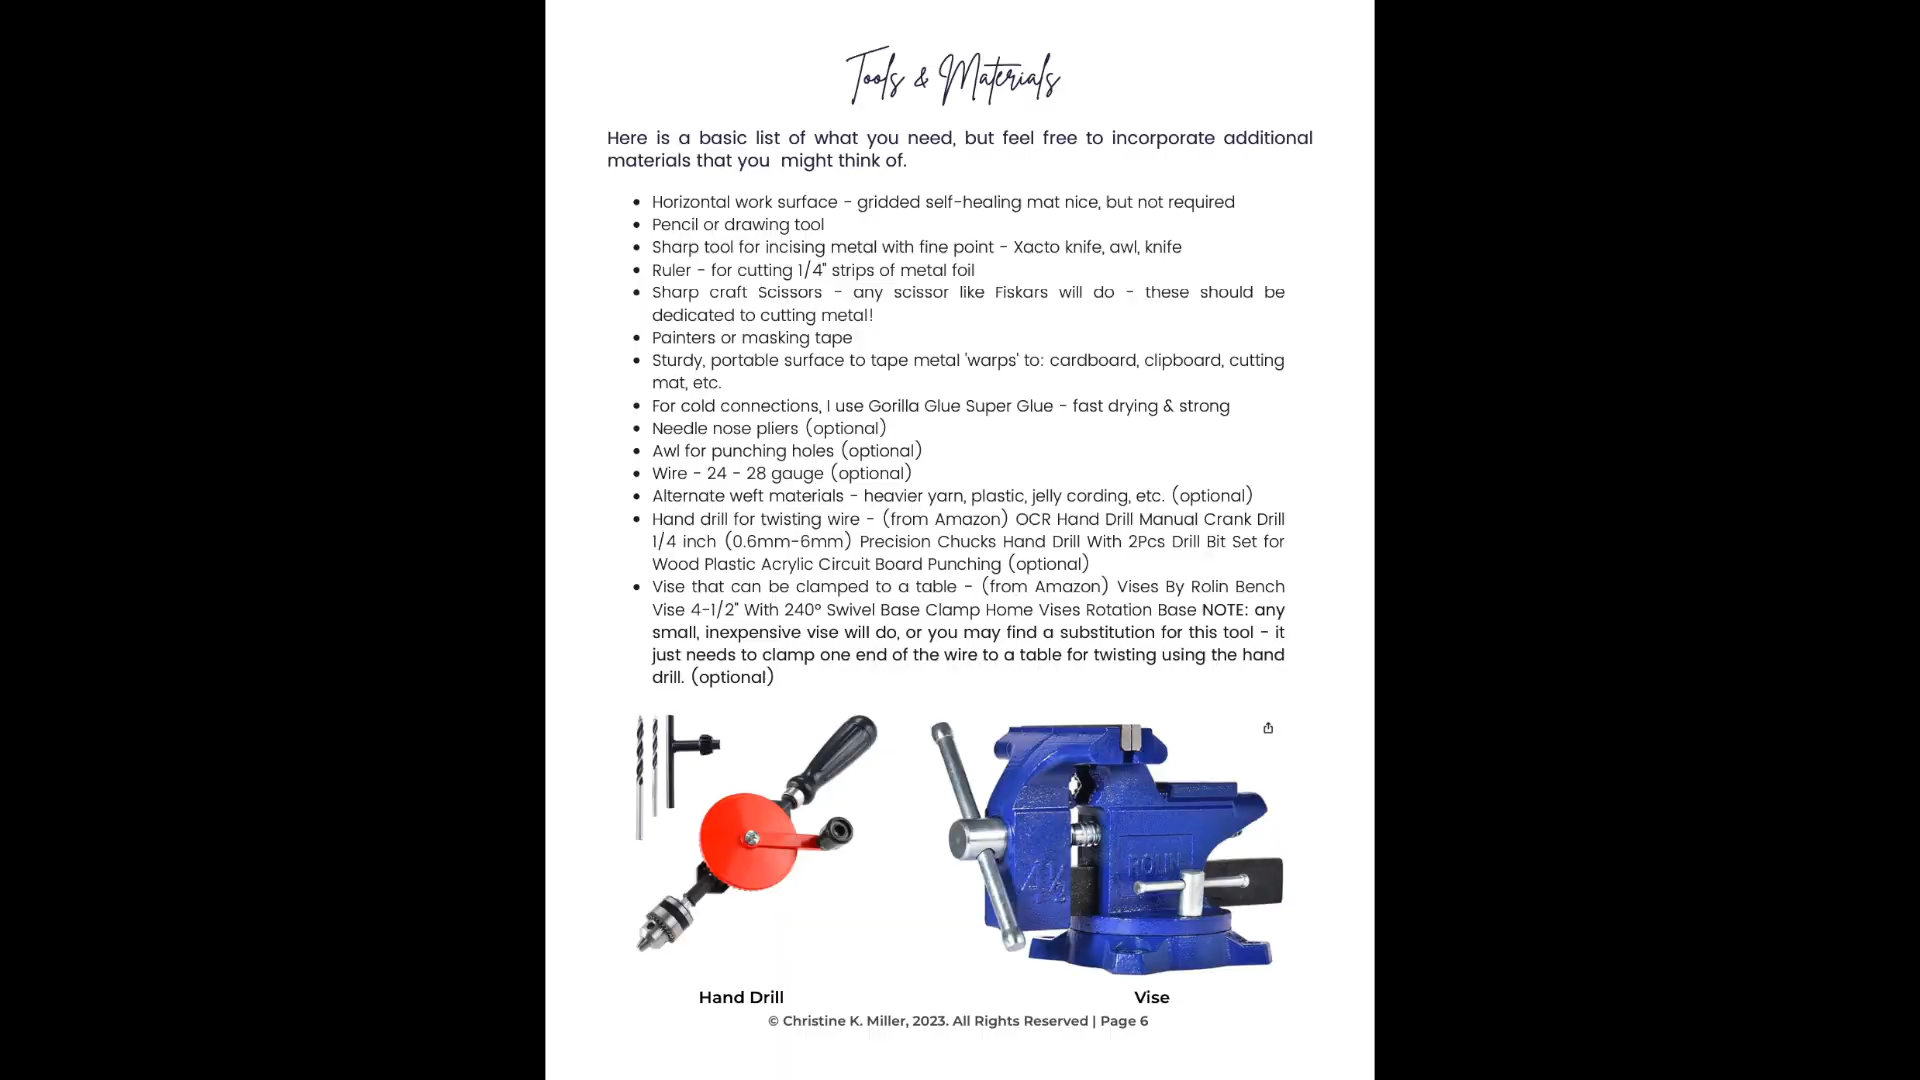 Tools & Materials
Here is a basic list of what you need, but feel free to incorporate additional
materials that you might think of.
• Horizontal work surface - gridded self-healing mat nice, but not required
• Pencil or drawing tool
• Sharp tool for incising metal with fine point - Xacto knife, awl, knife
• Ruler - for cutting 1/4" strips of metal foil
• Sharp craft Scissors - any scissor like Fiskars will do - these should be
dedicated to cutting metal!
• Painters or masking tape
• Sturdy, portable surface to tape metal 'warps' to: cardboard, clipboard, cutting
mat, etc.
• For cold connections, I use Gorilla Glue Super Glue - fast drying & strong
• Needle nose pliers (optional)
• Awl for punching holes (optional)
• Wire - 24 - 28 gauge (optional)
• Alternate weft materials - heavier yarn, plastic, jelly cording, etc. (optional)
• Hand drill for twisting wire - (from Amazon) OCR Hand Drill Manual Crank Drill
1/4 inch (0.6mm-6mm) Precision Chucks Hand Drill With 2Pcs Drill Bit Set for
Wood Plastic Acrylic Circuit Board Punching (optional)
• Vise that can be clamped to a table - (from Amazon) Vises By Rolin Bench
Vise 4-1/2" With 240° Swivel Base Clamp Home Vises Rotation Base NOTE: any
small, inexpensive vise will do, or you may find a substitution for this tool - it
just needs to clamp one end of the wire to a table for twisting using the hand
drill. (optional)
ROLIN
4½
Hand Drill
Vise
© Christine K. Miller, 2023. All Rights Reserved | Page 6